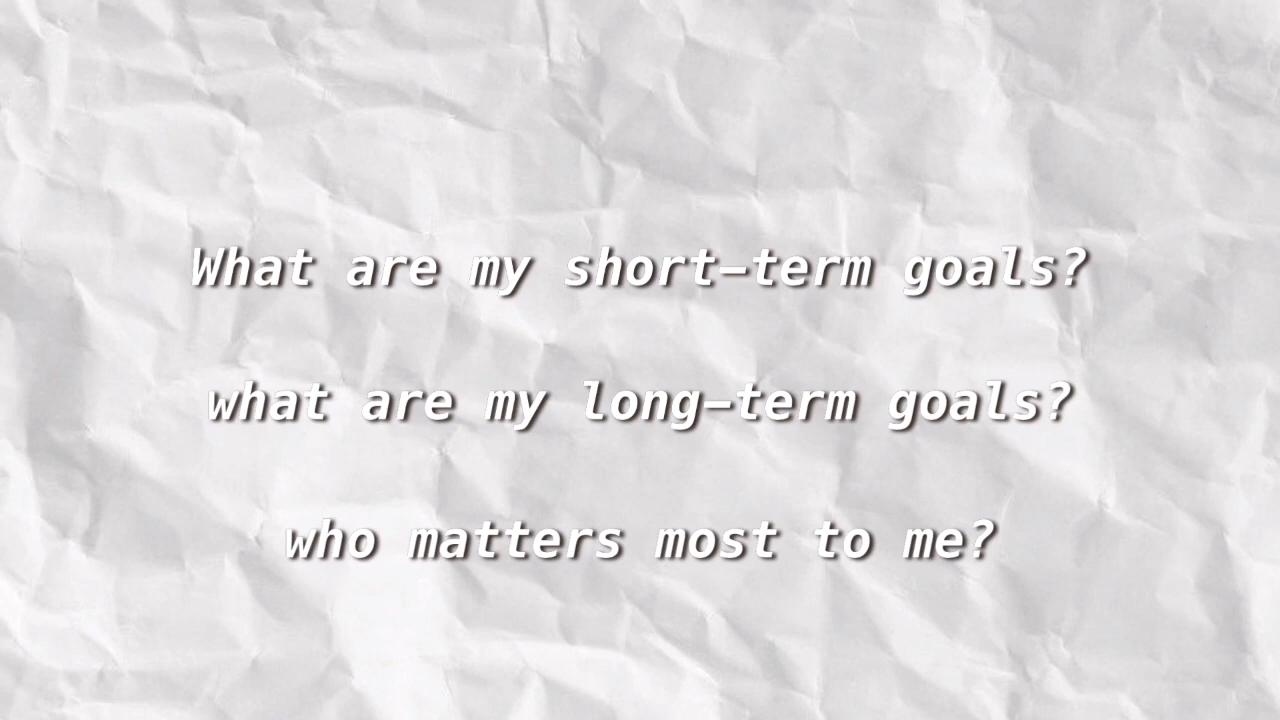 What are my short-term goals?
what are my long-term goals?
who matters most to me?